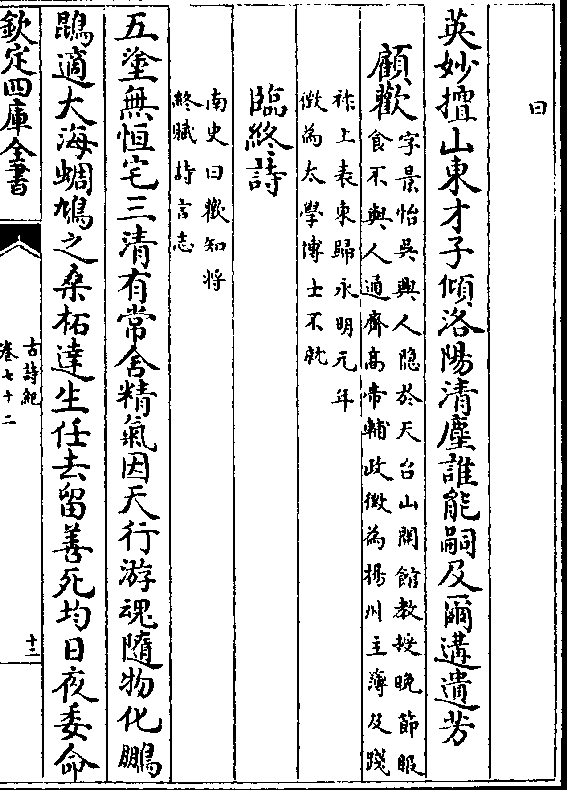 曰
英妙擅山東才子傾洛陽清塵誰能嗣及爾遘遺芳
顧歡
字景怡吳興人隐於天台山開館教授晚節服
食不與人通齊髙帝輔政徴為揚州主簿及踐
祚上表東歸永明元年
徴為太學博士不就
臨終詩
南史曰歡知将
終賦詩言志
五塗無恒宅三清有常舍精氣因天行游魂隨物化鵬
鵾適大海蜩鳩之桑柘達生任去留善死均日夜委命
欽定四庫全書
古詩紀
卷七十二
十三